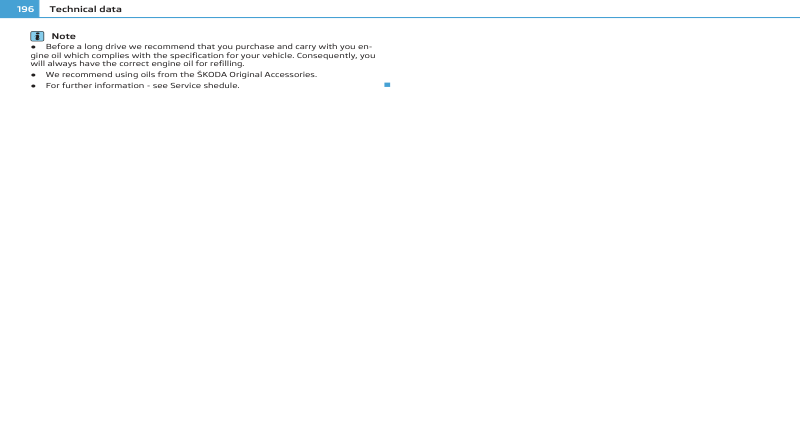 196 Technical data
Note
● Before a long drive we recommend that you purchase and carry with you en-
gine oil which complies with the specification for your vehicle. Consequently, you
will always have the correct engine oil for refilling.
● We recommend using oils from the ŠKODA Original Accessories.
● For further information - see Service shedule.